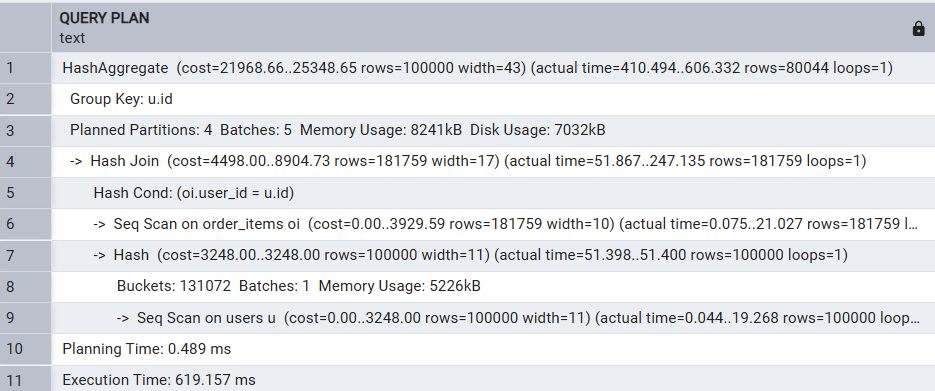 QUERY PLAN
text
1 HashAggregate (cost=21968.66..25348.65 rows=100000 width=43) (actual time=410.494..606.332 rows=80044 loops=1)
2 Group Key: u.id
3 Planned Partitions: 4 Batches: 5 Memory Usage: 8241kB Disk Usage: 7032kB
4 -> Hash Join (cost=4498.00..8904.73 rows=181759 width=17) (actual time=51.867..247.135 rows=181759 loops=1)
5 Hash Cond: (oi.user_id = u.id)
6 -> Seq Scan on order_items oi (cost=0.00..3929.59 rows=181759 width=10) (actual time=0.075..21.027 rows=181759 l…
7 -> Hash (cost=3248.00..3248.00 rows=100000 width=11) (actual time=51.398..51.400 rows=100000 loops=1)
8 Buckets: 131072 Batches: 1 Memory Usage: 5226kB
9 -> Seq Scan on users u (cost=0.00..3248.00 rows=100000 width=11) (actual time=0.044..19.268 rows=100000 loop…
10 Planning Time: 0.489 ms
11 Execution Time: 619.157 ms